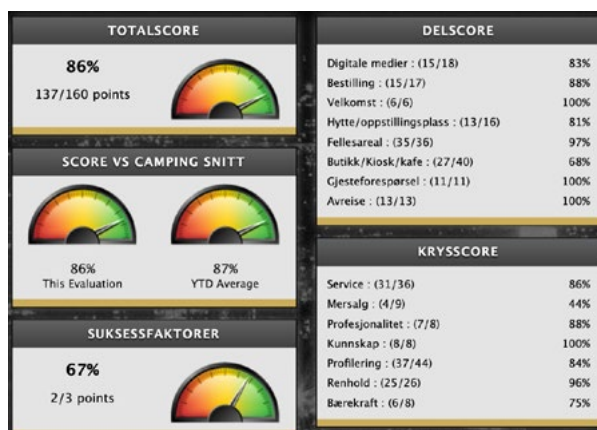 TOTALSCORE
86%
137/160 points
SCORE VS CAMPING SNITT
86%
This Evaluation
87%
YTD Average
SUKSESSFAKTORER
67%
2/3 points
DELSCORE
Digitale medier : (15/18) 83%
Bestilling : (15/17) 88%
Velkomst : (6/6) 100%
Hytte/oppstillingsplass : (13/16) 81%
Fellesareal : (35/36) 97%
Butikk/Kiosk/kafe : (27/40) 68%
Gjesteforespørsel : (11/11) 100%
Avreise : (13/13) 100%
KRYSSCORE
Service : (31/36) 86%
Mersalg : (4/9) 44%
Profesjonalitet : (7/8) 88%
Kunnskap : (8/8) 100%
Profilering : (37/44) 84%
Renhold : (25/26) 96%
Bærekraft : (6/8) 75%